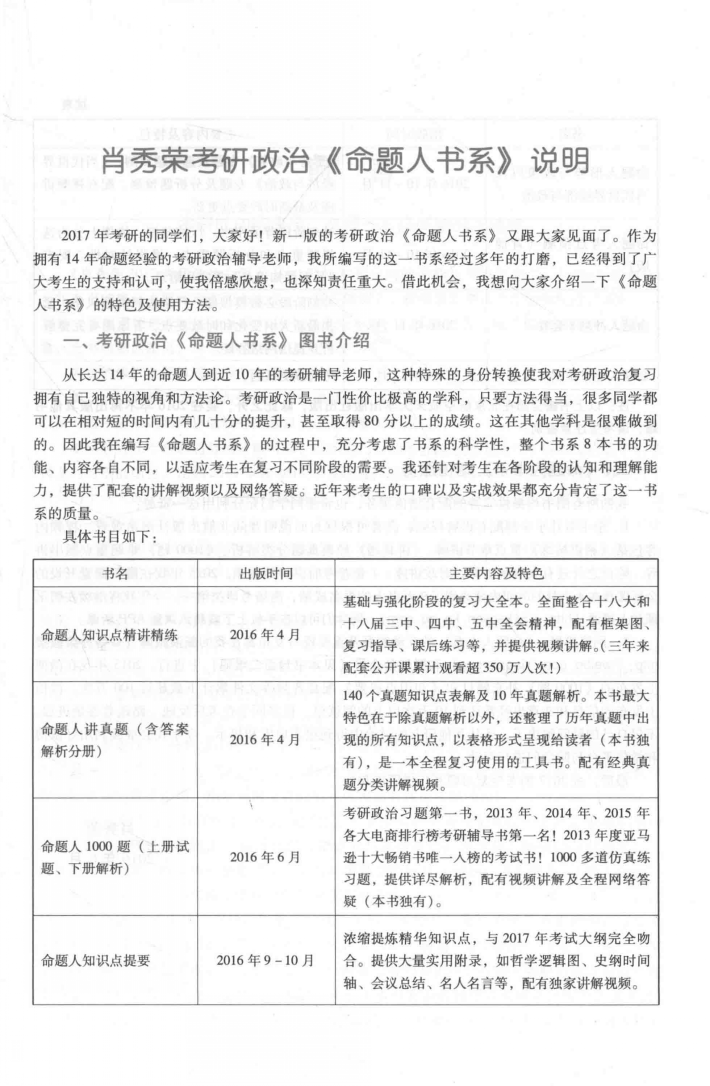 肖秀荣考研政治《命题人书系》说明
2017 年考研的同学们，大家好！新一版的考研政治《命题人书系》又跟大家见面了。作为
拥有 14 年命题经验的考研政治辅导老师，我所编写的这一书系经过多年的打磨，已经得到了广
大考生的支持和认可，使我倍感欣慰，也深知责任重大。借此机会，我想向大家介绍一下《命题
人书系》的特色及使用方法。
一、考研政治《命题人书系》图书介绍
从长达 14 年的命题人到近 10 年的考研辅导老师，这种特殊的身份转换使我对考研政治复习
拥有自己独特的视角和方法论。考研政治是一门性价比极高的学科，只要方法得当，很多同学都
可以在相对短的时间内有几十分的提升，甚至取得 80 分以上的成绩。这在其他学科是很难做到
的。因此我在编写《命题人书系》的过程中，充分考虑了书系的科学性，整个书系 8 本书的功
能、内容各自不同，以适应考生在复习不同阶段的需要。我还针对考生在各阶段的认知和理解能
力，提供了配套的讲解视频以及网络答疑。近年来考生的口碑以及实战效果都充分肯定了这一书
系的质量。
具体书目如下：
书名 出版时间 主要内容及特色
命题人知识点精讲精练 2016 年 4 月
基础与强化阶段的复习大全本。全面整合十八大和
十八届三中、四中、五中全会精神，配有框架图、
复习指导、课后练习等，并提供视频讲解。（三年来
配套公开课累计观看超 350 万人次！）
命题人讲真题（含答案
解析分册）
2016 年 4 月
140 个真题知识点表解及 10 年真题解析。本书最大
特色在于除真题解析以外，还整理了历年真题中出
现的所有知识点，以表格形式呈现给读者（本书独
有），是一本全程复习使用的工具书。配有经典真
题分类讲解视频。
命题人 1000 题（上册试
题、下册解析）
2016 年 6 月
考研政治习题第一书，2013 年、2014 年、2015 年
各大电商排行榜考研辅导书第一名！2013 年度亚马
逊十大畅销书唯一入榜的考试书！1000 多道仿真练
习题，提供详尽解析，配有视频讲解及全程网络答
疑（本书独有）。
命题人知识点提要 2016 年 9－10 月
浓缩提炼精华知识点，与 2017 年考试大纲完全吻
合。提供大量实用附录，如哲学逻辑图、史纲时间
轴、会议总结、名人名言等，配有独家讲解视频。